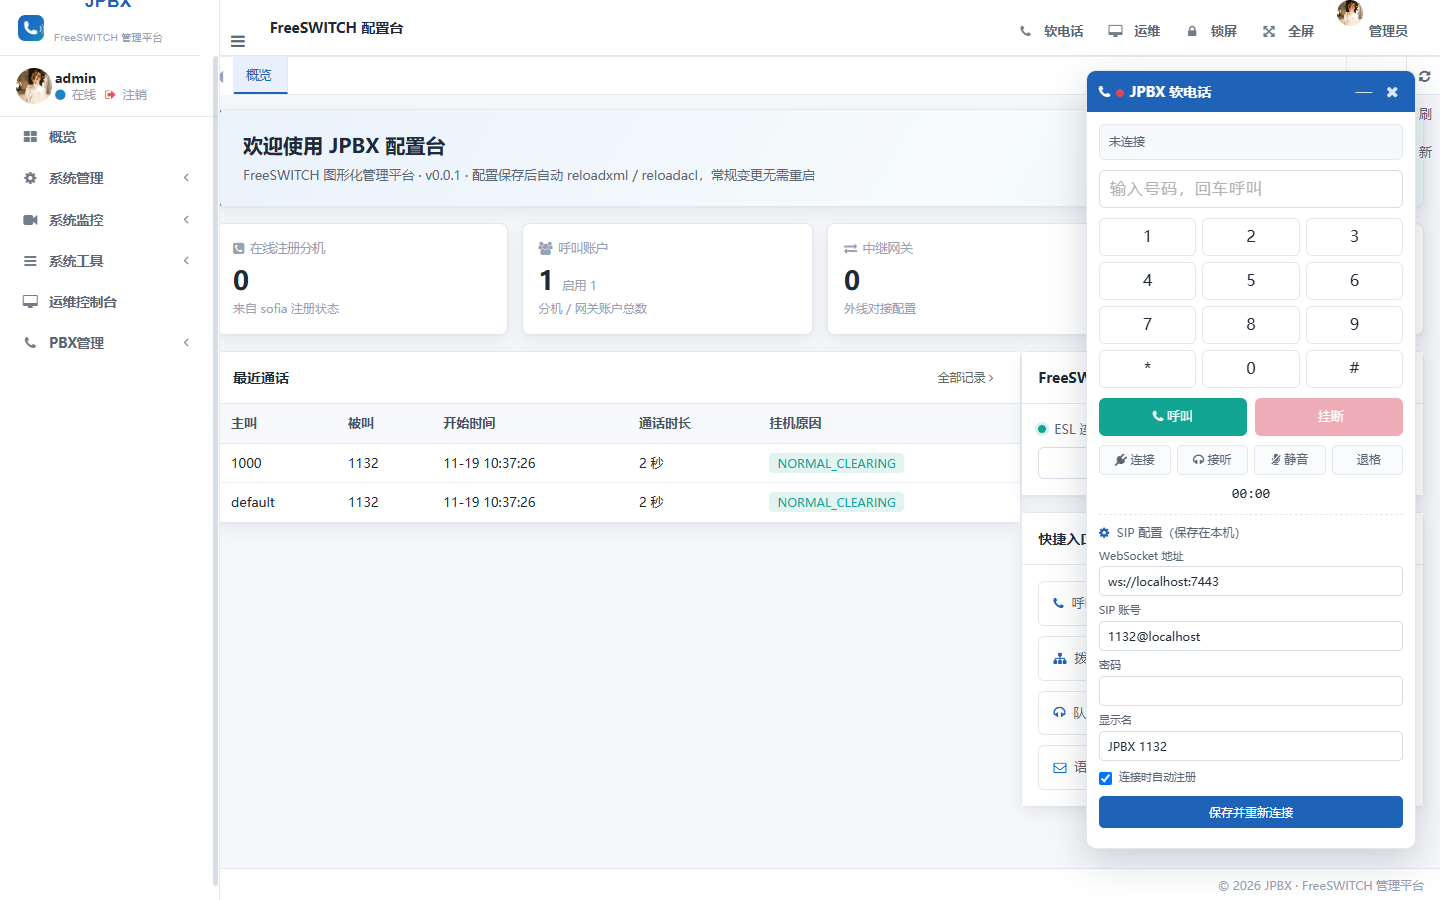 JPBX
FreeSWITCH 管理平台
admin
在线 注销
概览
系统管理
系统监控
系统工具
运维控制台
PBX管理
FreeSWITCH 配置台
软电话 运维 锁屏 全屏 管理员
概览
刷新
欢迎使用 JPBX 配置台
FreeSWITCH 图形化管理平台 · v0.0.1 · 配置保存后自动 reloadxml / reloadacl，常规变更无需重启
在线注册分机
0
来自 sofia 注册状态
呼叫账户
1 启用 1
分机 / 网关账户总数
中继网关
0
外线对接配置
最近通话
全部记录
主叫 被叫 开始时间 通话时长 挂机原因
1000 1132 11-19 10:37:26 2 秒 NORMAL_CLEARING
default 1132 11-19 10:37:26 2 秒 NORMAL_CLEARING
FreeSW
ESL 连
快捷入口
呼
拨
队
语
JPBX 软电话
未连接
输入号码，回车呼叫
1 2 3
4 5 6
7 8 9
* 0 #
呼叫 挂断
连接 接听 静音 退格
00:00
SIP 配置（保存在本机）
WebSocket 地址
ws://localhost:7443
SIP 账号
1132@localhost
密码
显示名
JPBX 1132
连接时自动注册
保存并重新连接
© 2026 JPBX · FreeSWITCH 管理平台